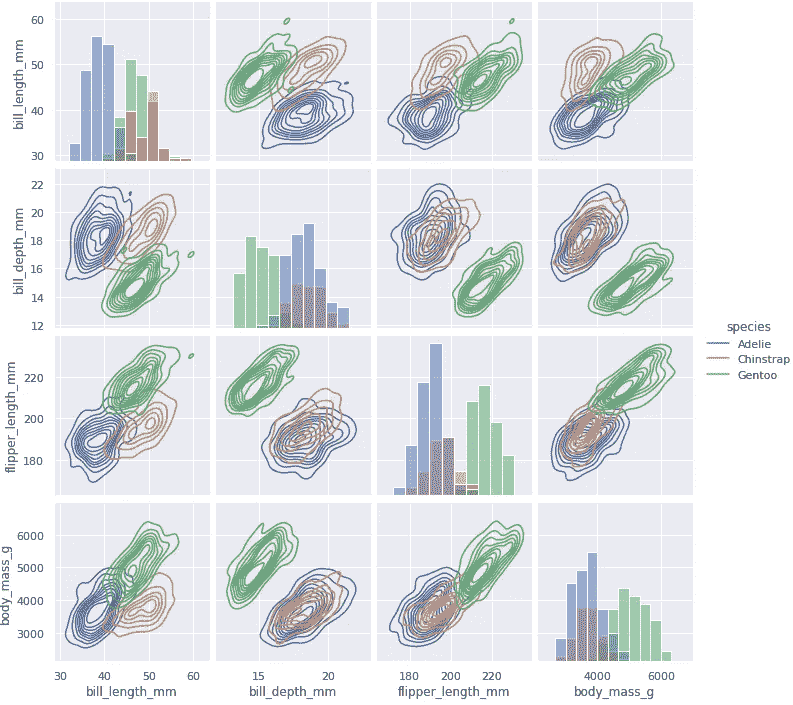 60
50
40
30
bill_length_mm
22
20
18
16
14
12
bill_depth_mm
species
Adelie
Chinstrap
Gentoo
220
200
180
flipper_length_mm
6000
5000
4000
3000
body_mass_g
30 40 50 60
15 20
180 200 220
4000 6000
bill_length_mm
bill_depth_mm
flipper_length_mm
body_mass_g